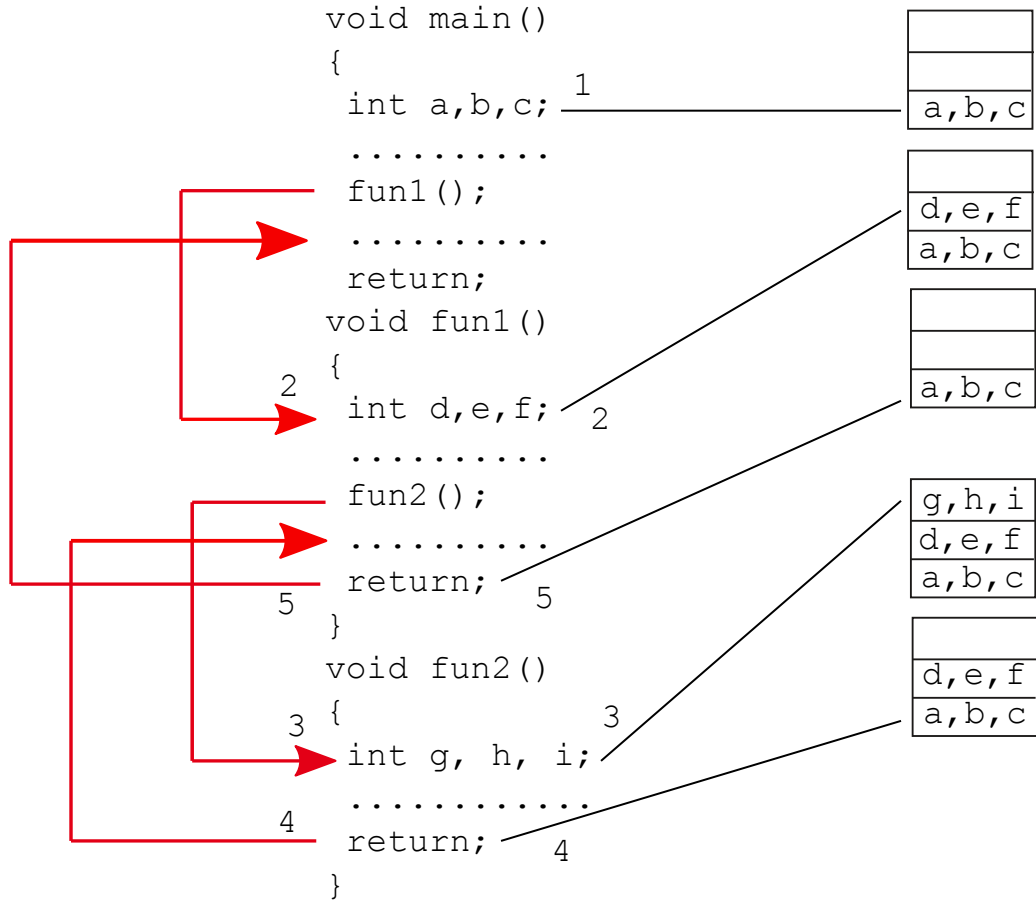 void main()
{
int a,b,c;
1
a,b,c
..........
fun1();
d,e,f
..........
a,b,c
return;
void fun1()
{
2
int d,e,f;
2
a,b,c
..........
fun2();
g,h,i
..........
d,e,f
return;
a,b,c
5
5
}
void fun2()
d,e,f
{
a,b,c
3
3
int g, h, i;
............
4
return;
4
}